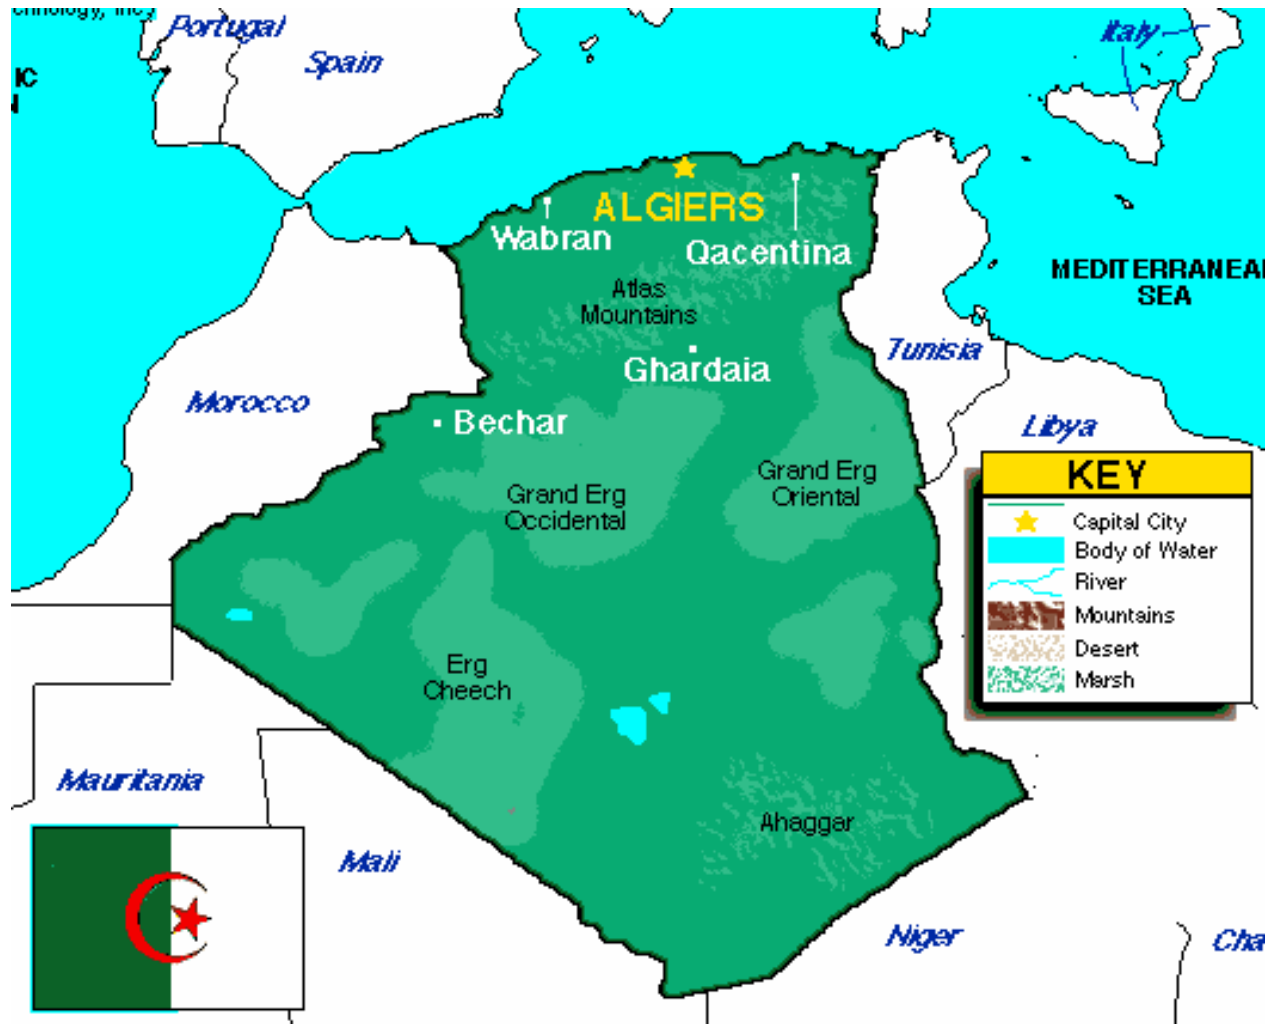 Portugal
Spain
Italy
IC
N
ALGIERS
Wabran
Qacentina
MEDITERRANEA
SEA
Atlas
Mountains
Tunisia
Ghardaia
Morocco
Bechar
Libya
KEY
Grand Erg
Oriental
Grand Erg
Occidental
Capital City
Body of Water
River
Mountains
Desert
Marsh
Erg
Cheech
Mauritania
Ahaggar
Mali
Niger
Cha